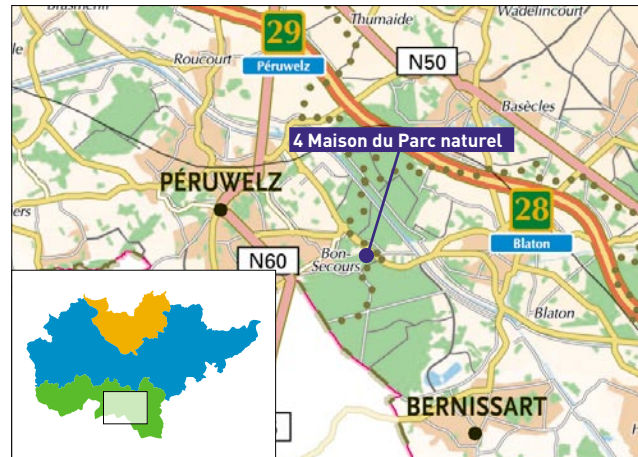 Thumaide
Wadelincourt
29
Péruwelz
Roucourt
N50
Basècles
4 Maison du Parc naturel
PÉRUWELZ
28
Blaton
Bon-
Secours
N60
Blaton
BERNISSART